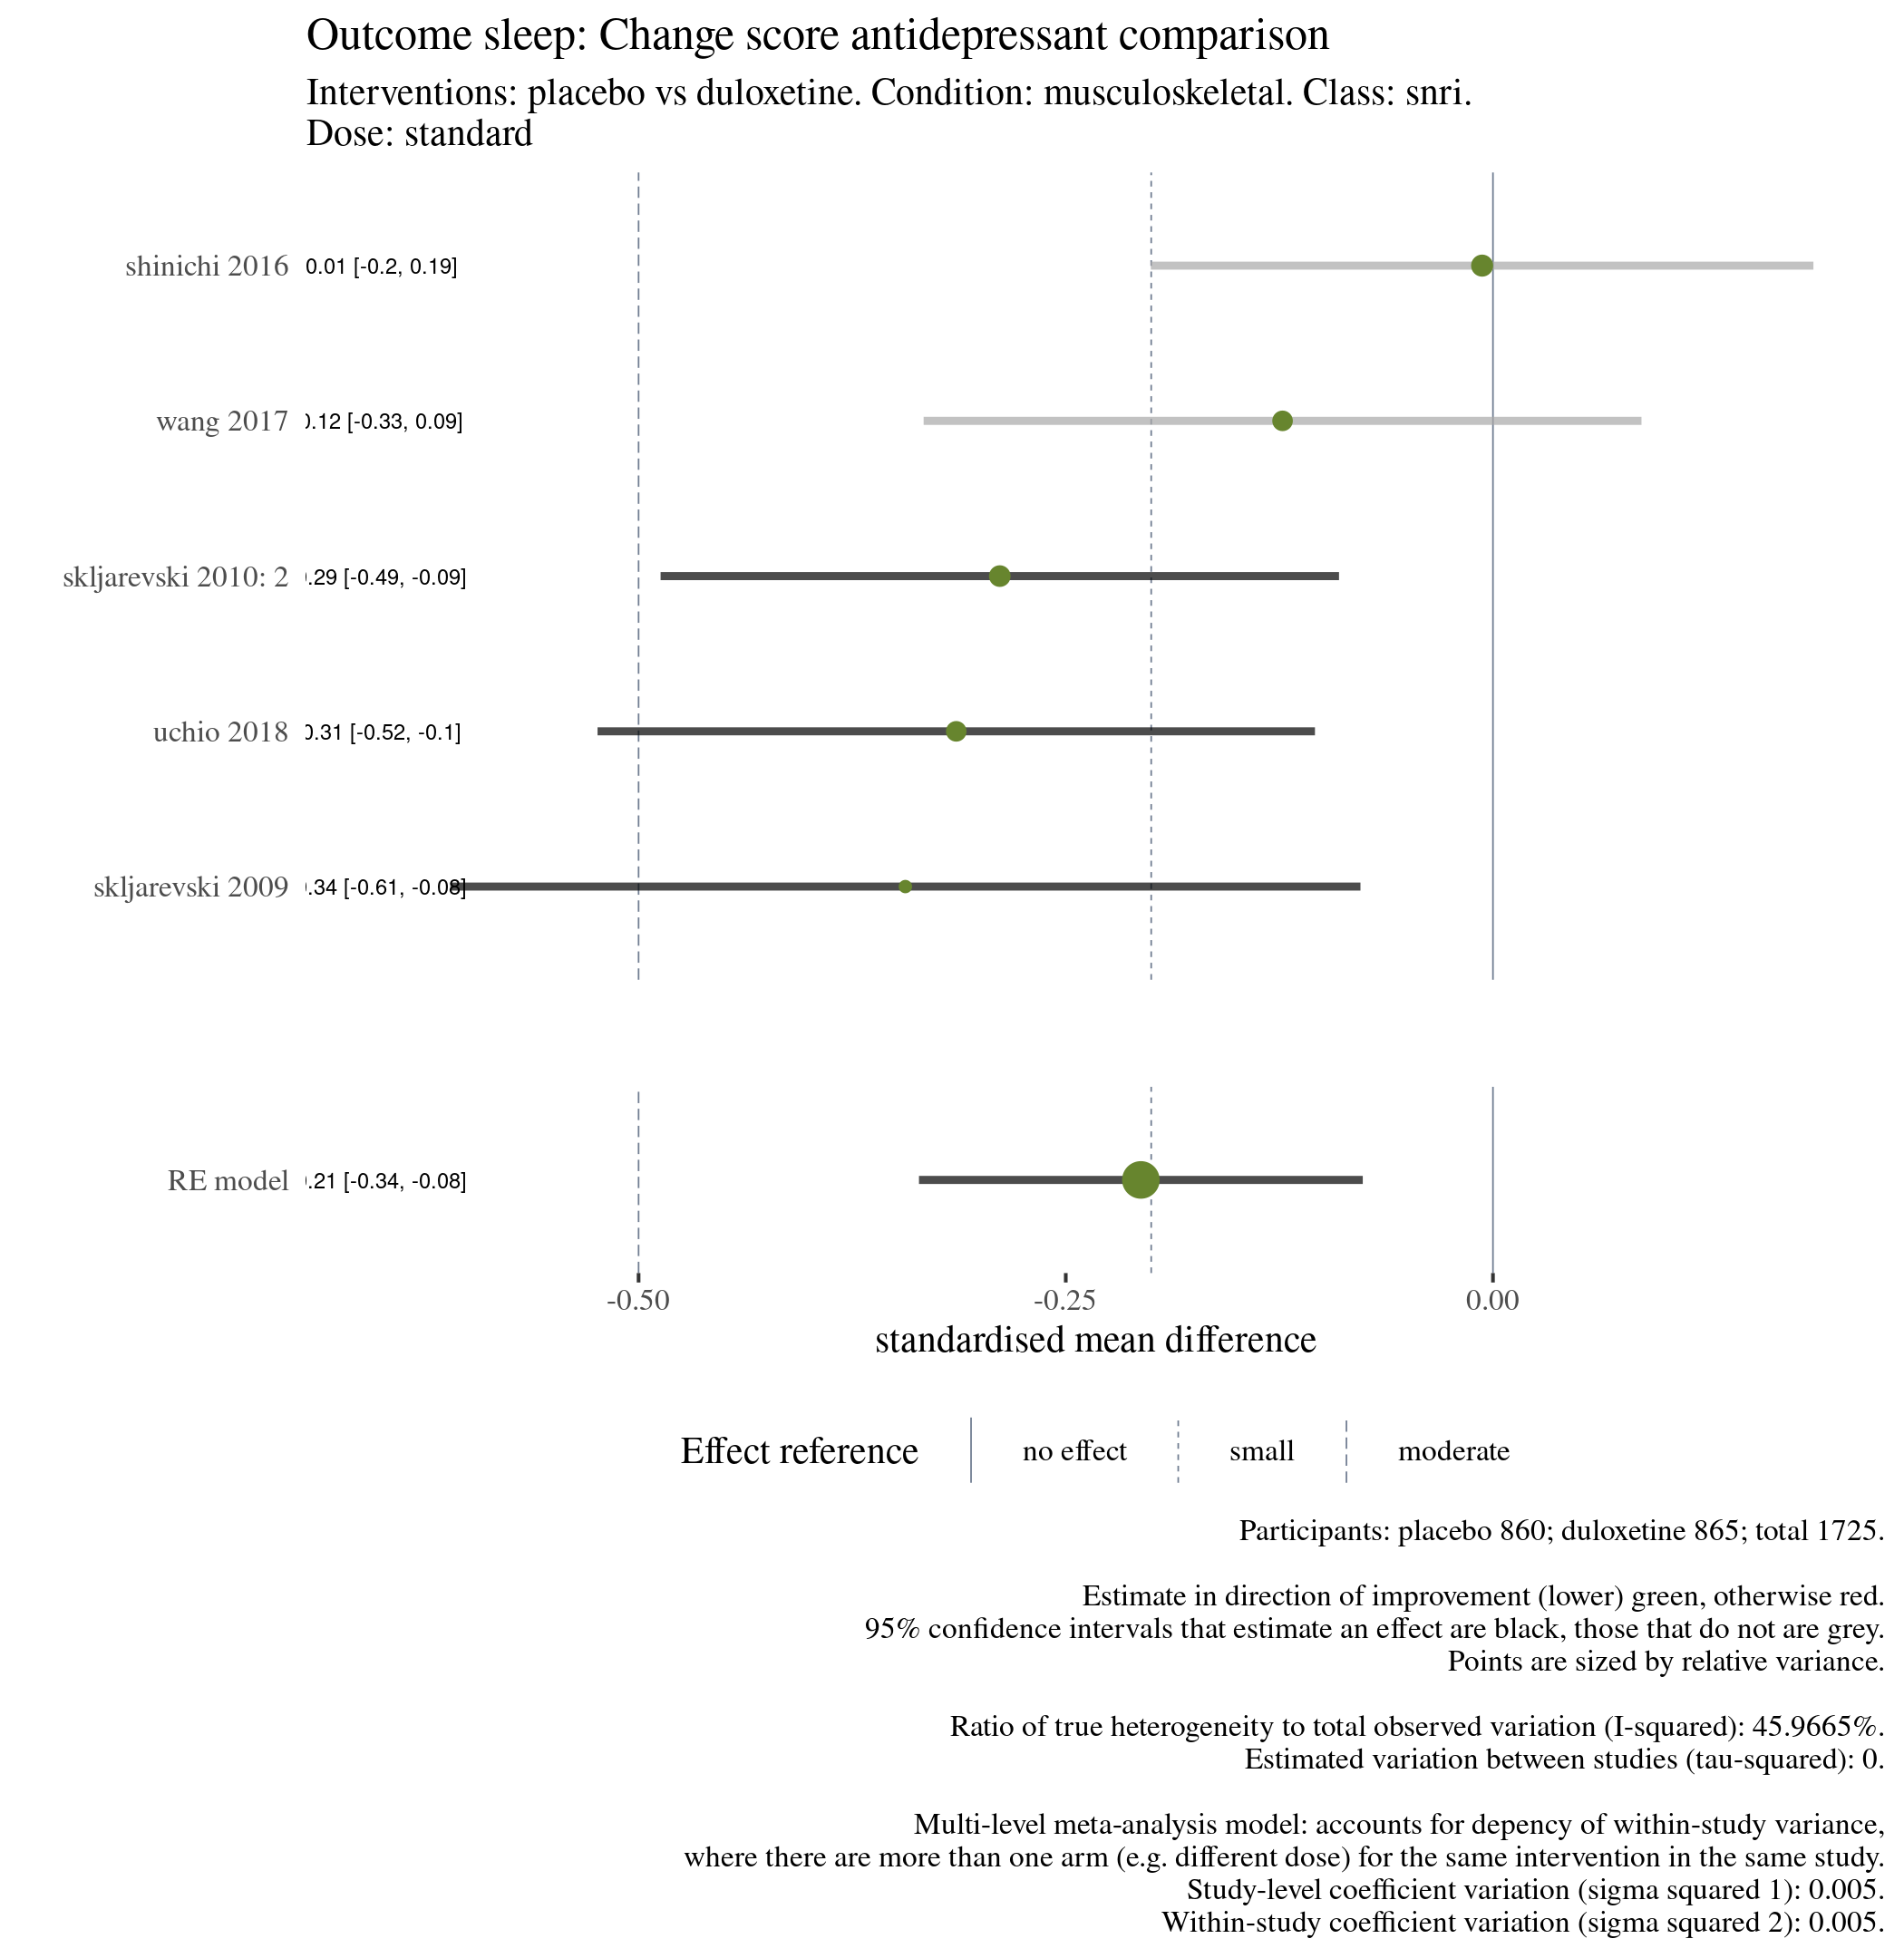 Outcome sleep: Change score antidepressant comparison
Interventions: placebo vs duloxetine. Condition: musculoskeletal. Class: snri.
Dose: standard
shinichi 2016 0.01 [-0.2, 0.19]
wang 2017 0.12 [-0.33, 0.09]
skljarevski 2010: 2 .29 [-0.49, -0.09]
uchio 2018 0.31 [-0.52, -0.1]
skljarevski 2009 .34 [-0.61, -0.08]
RE model .21 [-0.34, -0.08]
-0.50 -0.25 0.00
standardised mean difference
Effect reference no effect small moderate
Participants: placebo 860; duloxetine 865; total 1725.
Estimate in direction of improvement (lower) green, otherwise red.
95% confidence intervals that estimate an effect are black, those that do not are grey.
Points are sized by relative variance.
Ratio of true heterogeneity to total observed variation (I-squared): 45.9665%.
Estimated variation between studies (tau-squared): 0.
Multi-level meta-analysis model: accounts for depency of within-study variance,
where there are more than one arm (e.g. different dose) for the same intervention in the same study.
Study-level coefficient variation (sigma squared 1): 0.005.
Within-study coefficient variation (sigma squared 2): 0.005.